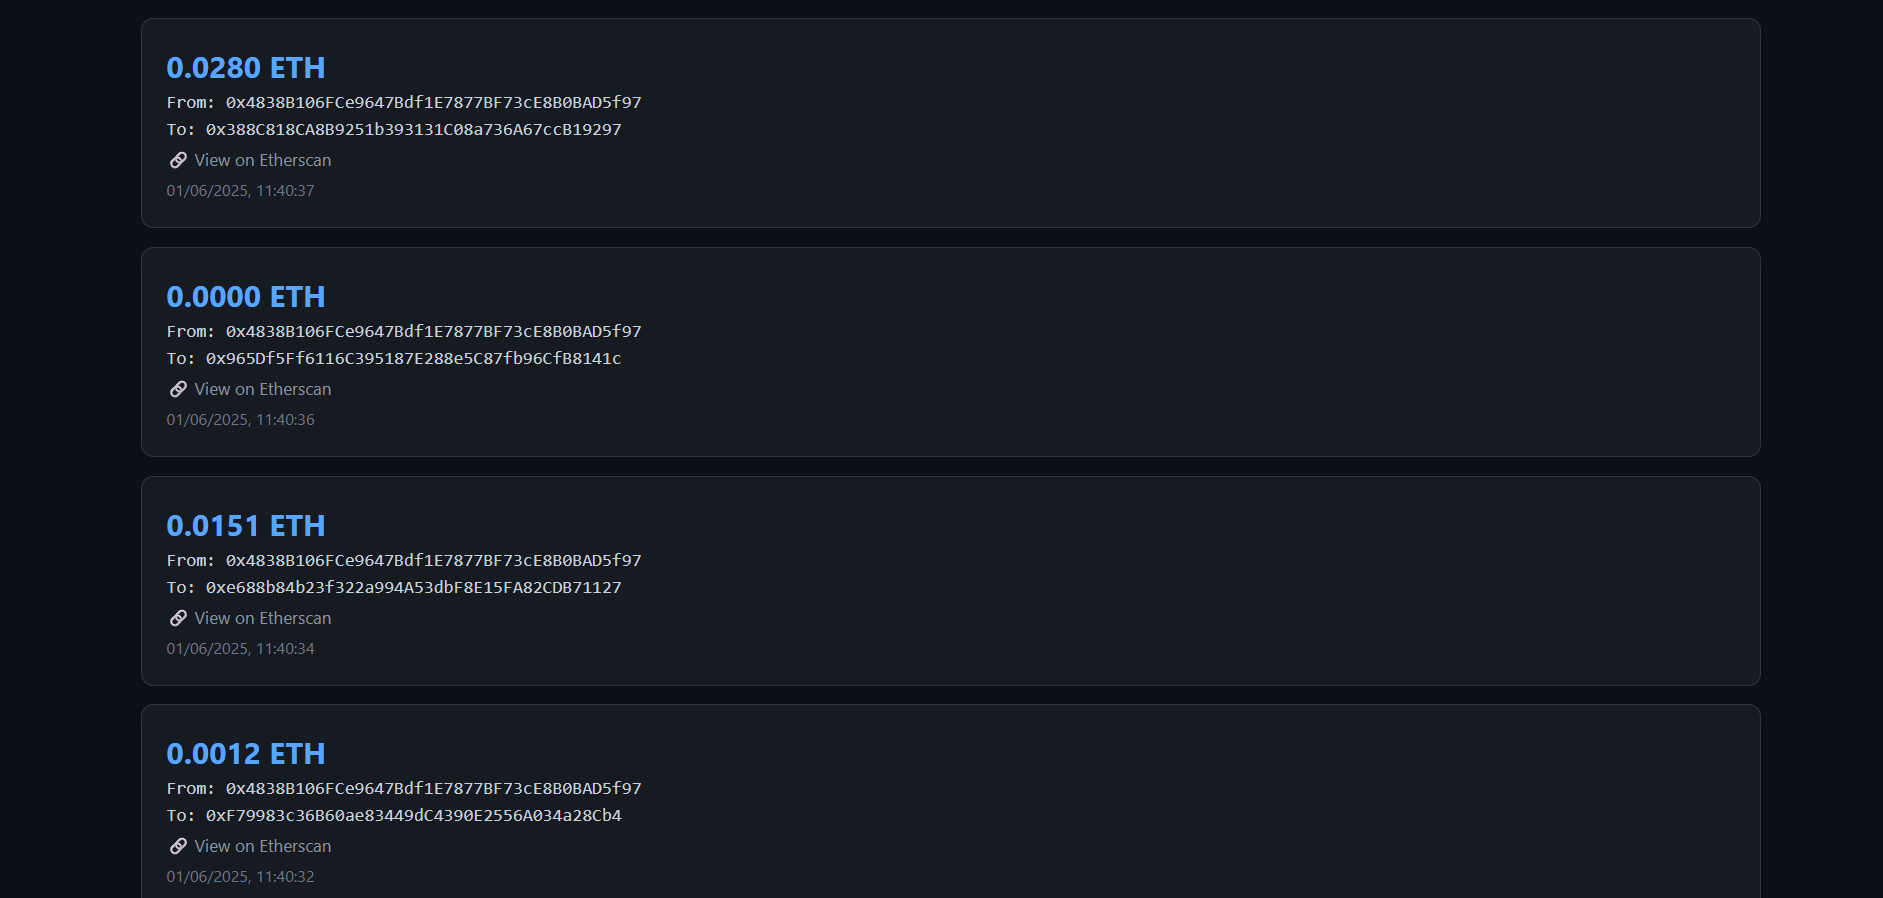 0.0280 ETH
From: 0x4838B106FCe9647Bdf1E7877BF73cE8B0BAD5f97
To: 0x388C818CA8B9251b393131C08a736A67ccB19297
View on Etherscan
01/06/2025, 11:40:37
0.0000 ETH
From: 0x4838B106FCe9647Bdf1E7877BF73cE8B0BAD5f97
To: 0x965Df5Ff6116C395187E288e5C87fb96CfB8141c
View on Etherscan
01/06/2025, 11:40:36
0.0151 ETH
From: 0x4838B106FCe9647Bdf1E7877BF73cE8B0BAD5f97
To: 0xe688b84b23f322a994A53dbF8E15FA82CDB71127
View on Etherscan
01/06/2025, 11:40:34
0.0012 ETH
From: 0x4838B106FCe9647Bdf1E7877BF73cE8B0BAD5f97
To: 0xF79983c36B60ae83449dC4390E2556A034a28Cb4
View on Etherscan
01/06/2025, 11:40:32